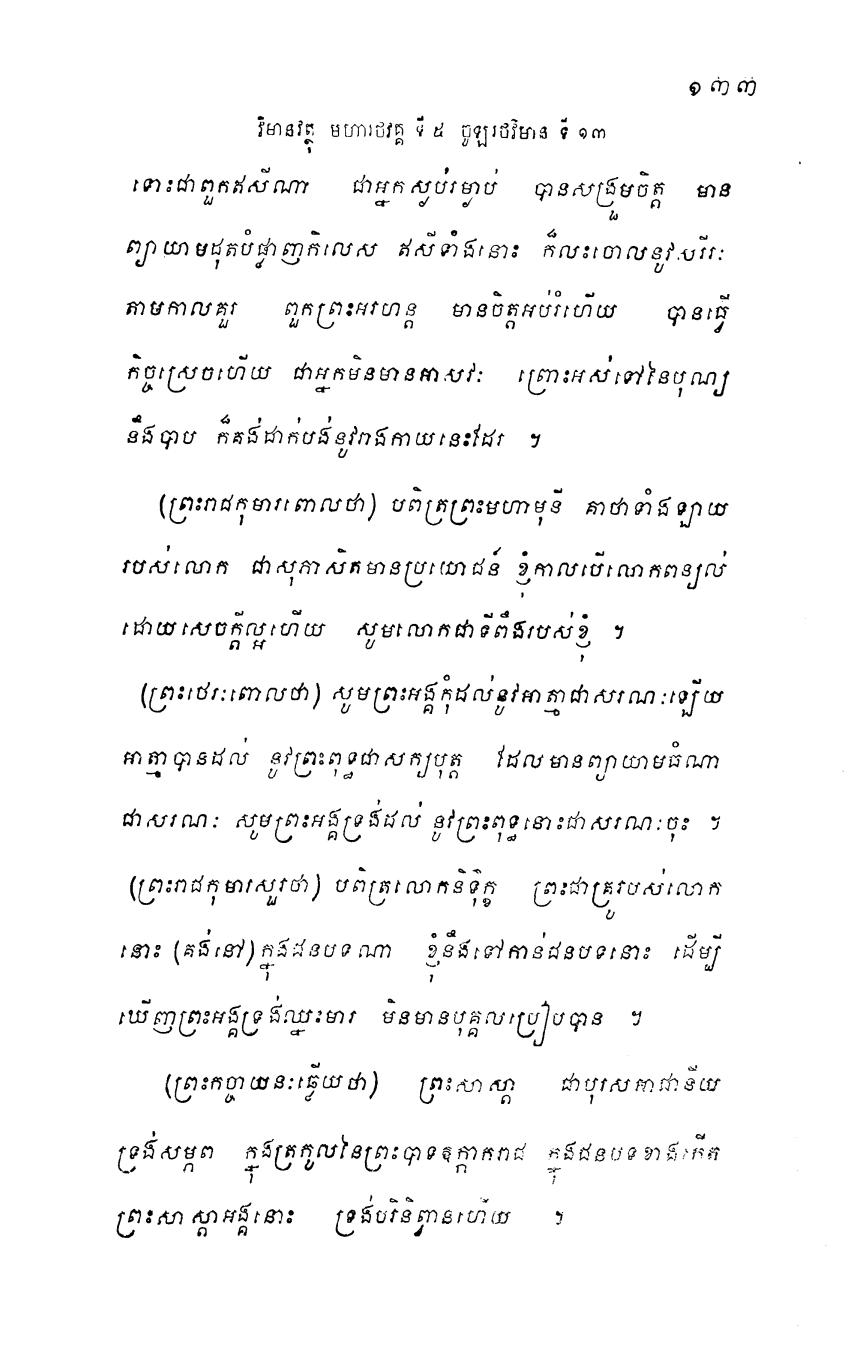 ១៣៣
វិមានវត្ថុ មហារថវគ្គ ទី ៥ ចូឡរថវិមាន ទី ១៣
ទោះជាពួកឥសីណា ជាអ្នកស្ងប់រម្ងាប់ បានសង្រួមចិត្ត មាន
ព្យាយាមដុតបំផ្លាញកិលេស ឥសីទាំងនោះ ក៏លះចោលនូវសរីរៈ
តាមកាលគួរ ពួកព្រះអរហន្ត មានចិត្តអប់រំហើយ បានធ្វើ
កិច្ចស្រេចហើយ ជាអ្នកមិនមានអាសវៈ ព្រោះអស់ទៅនៃបុណ្យ
នឹងបាប ក៏គង់ដាក់បង់នូវរាងកាយនេះដែរ ។
(ព្រះរាជកុមារពោលថា) បពិត្រព្រះមហាមុនី គាថាទាំងឡាយ
របស់លោក ជាសុភាសិតមានប្រយោជន៍ ខ្ញុំកាលបើលោកពន្យល់
ដោយសេចក្តីល្អហើយ សូមលោកជាទីពឹងរបស់ខ្ញុំ ។
(ព្រះថេរៈពោលថា) សូមព្រះអង្គកុំដល់នូវអាត្មាជាសរណៈឡើយ
អាត្មាបានដល់ នូវព្រះពុទ្ធជាសក្យបុត្ត ដែលមានព្យាយាមធំណា
ជាសរណៈ សូមព្រះអង្គទ្រង់ដល់ នូវព្រះពុទ្ធនោះជាសរណៈចុះ ។
(ព្រះរាជកុមារសួរថា) បពិត្រលោកនិទ៌ុក្ខ ព្រះជាគ្រូរបស់លោក
នោះ (គង់នៅ) ក្នុងជនបទណា ខ្ញុំនឹងទៅកាន់ជនបទនោះ ដើម្បី
ឃើញព្រះអង្គទ្រង់ឈ្នះមារ មិនមានបុគ្គលប្រៀបបាន ។
(ព្រះកច្ចាយនៈឆ្លើយថា) ព្រះសាស្តា ជាបុរសអាជានីយ
ទ្រង់សម្ភព ក្នុងត្រកូលនៃព្រះបាទឧក្កាករាជ ក្នុងជនបទខាងកើត
ព្រះសាស្តាអង្គនោះ ទ្រង់បរិនិព្វានហើយ ។